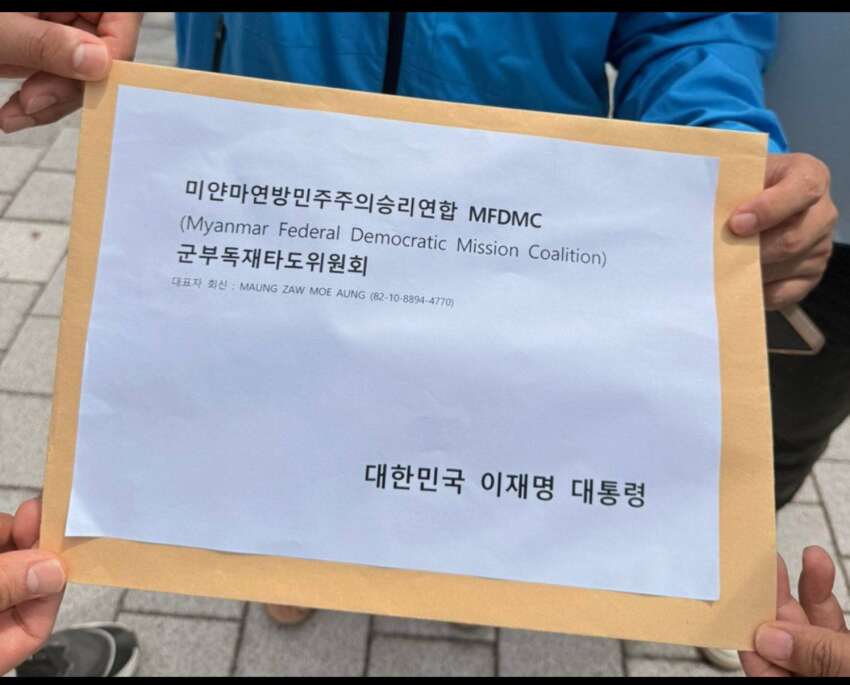 미얀마연방민주주의승리연합 MFDMC
(Myanmar Federal Democratic Mission Coalition)
군부독재타도위원회
대표자 회신 : MAUNG ZAW MOE AUNG (82-10-8894-4770)
대한민국 이재명 대통령